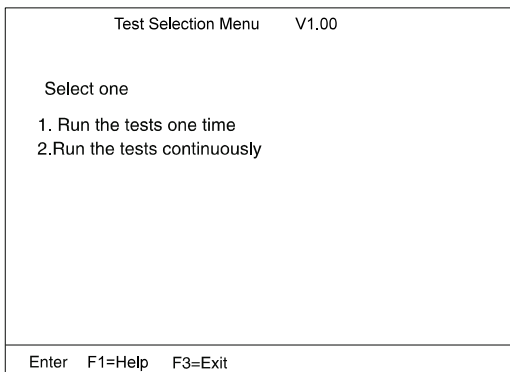 Test Selection Menu V1.00
Select one
1. Run the tests one time
2.Run the tests continuously
Enter F1=Help F3=Exit